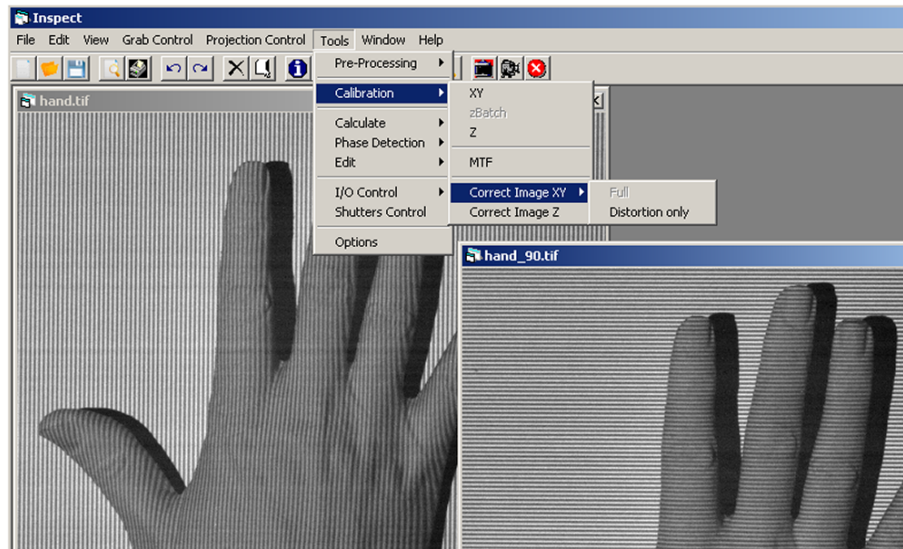 Inspect
File Edit View Grab Control Projection Control Tools Window Help
hand.tif
Pre-Processing
Calibration
Calculate
Phase Detection
Edit
I/O Control
Shutters Control
Options
XY
zBatch
Z
MTF
Correct Image XY
Correct Image Z
Full
Distortion only
hand_90.tif